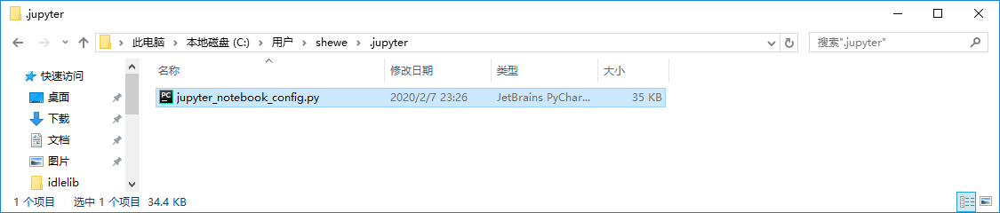 .jupyter
此电脑 本地磁盘 (C:) 用户 shewe .jupyter 搜索".jupyter"
名称 修改日期 类型 大小
快速访问
桌面
下载
文档
图片
idlelib
PC jupyter_notebook_config.py 2020/2/7 23:26 JetBrains PyChar... 35 KB
1 个项目 选中 1 个项目 34.4 KB